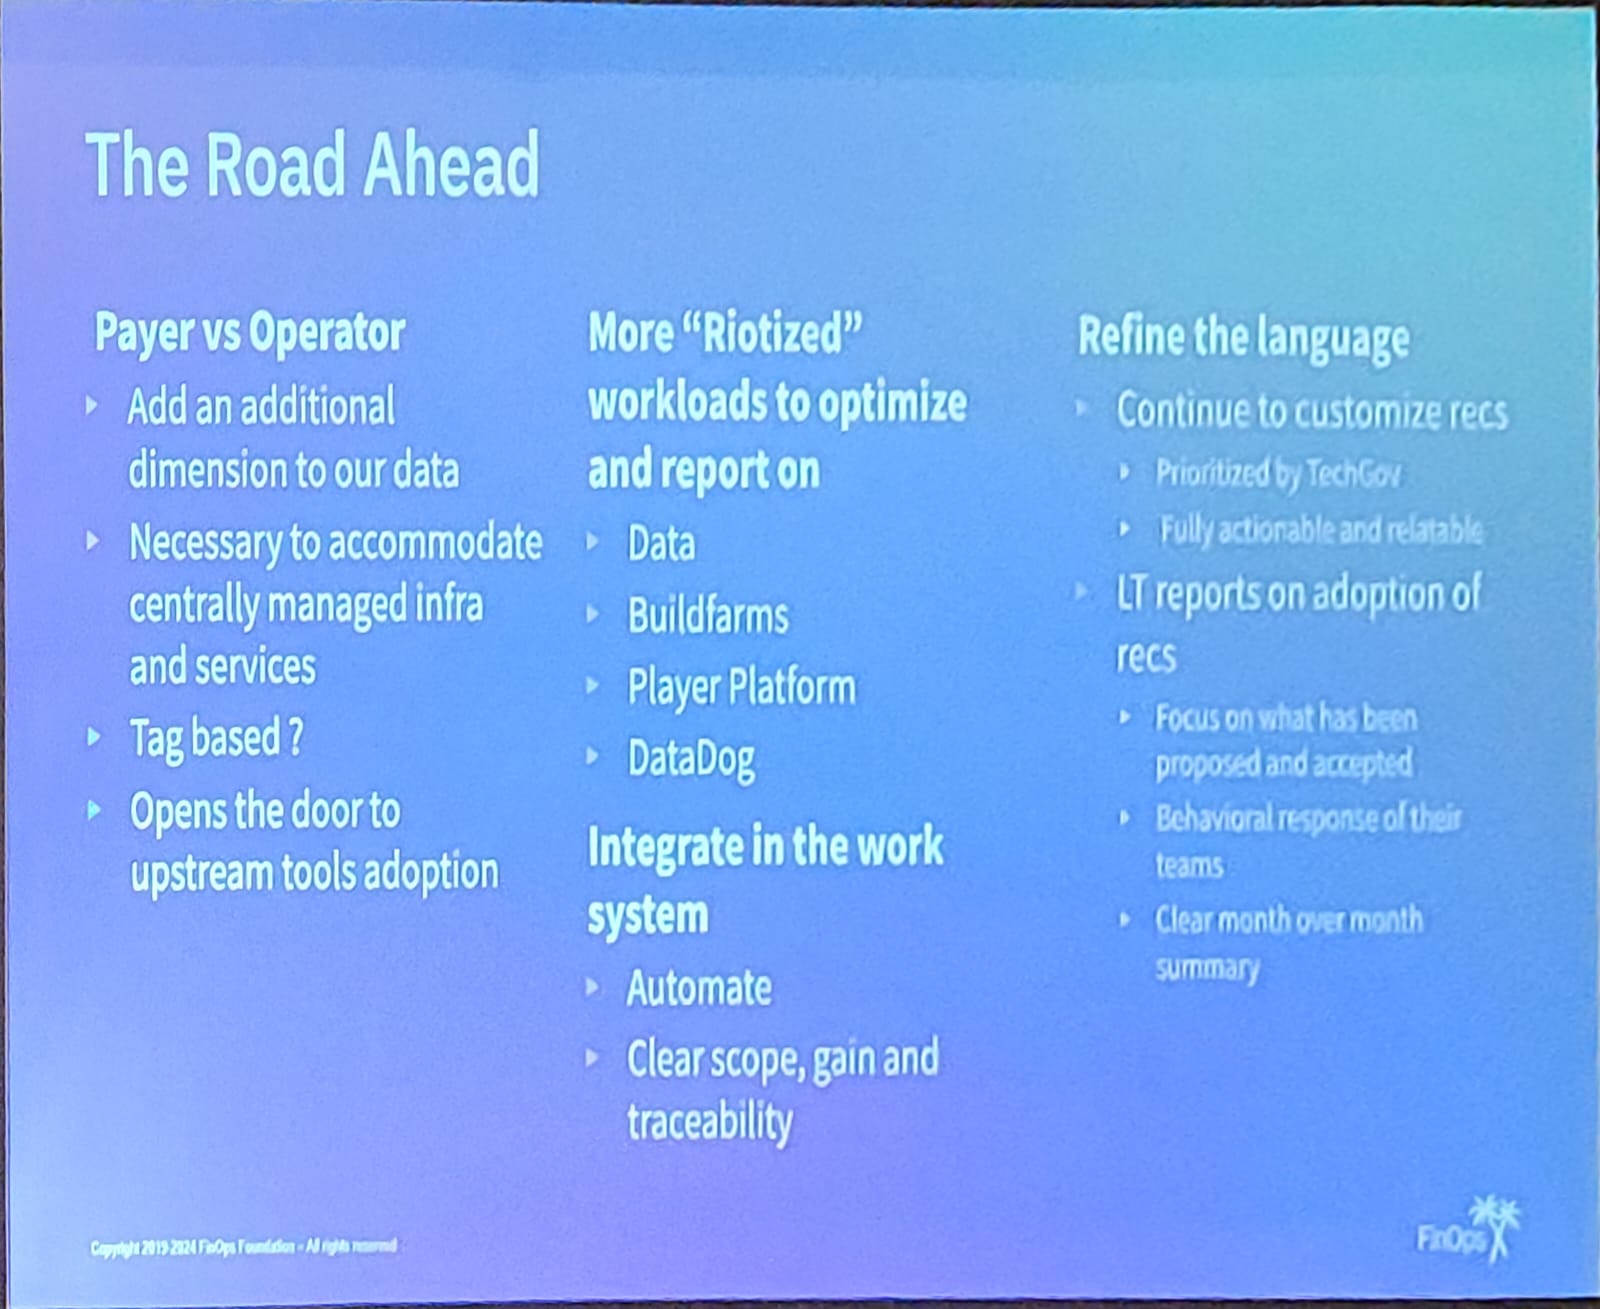 The Road Ahead
Payer vs Operator
Add an additional
dimension to our data
Necessary to accommodate
centrally managed infra
and services
Tag based ?
Opens the door to
upstream tools adoption
More “Riotized”
workloads to optimize
and report on
Data
Buildfarms
Player Platform
DataDog
Integrate in the work
system
Automate
Clear scope, gain and
traceability
Refine the language
Continue to customize recs
Prioritized by TechGov
Fully actionable and relatable
LT reports on adoption of
recs
Focus on what has been
proposed and accepted
Behavioral response of their
teams
Clear month over month
summary
Copyright 2019-2024 FinOps Foundation - All rights reserved
FinOps